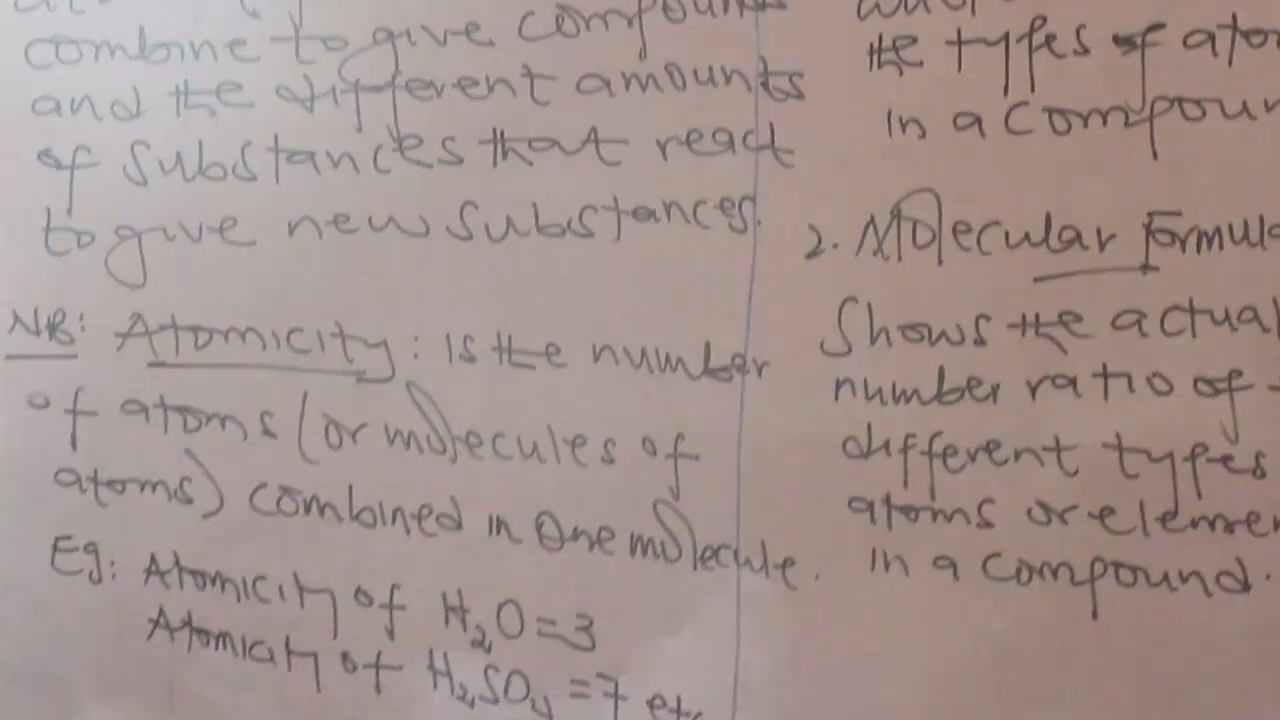 combine to give compounds
and the different amounts
of substances that react
to give new substances.
NB: Atomicity: is the number
of atoms (or molecules of
atoms) combined in one molecule.
Eg: Atomicity of H₂O = 3
Atomicity of H₂SO₄ = 7 etc
the types of ato
in a compoun
2. Molecular Formula
Shows the actual
number ratio of
different types
atoms or eleme
in a compound.